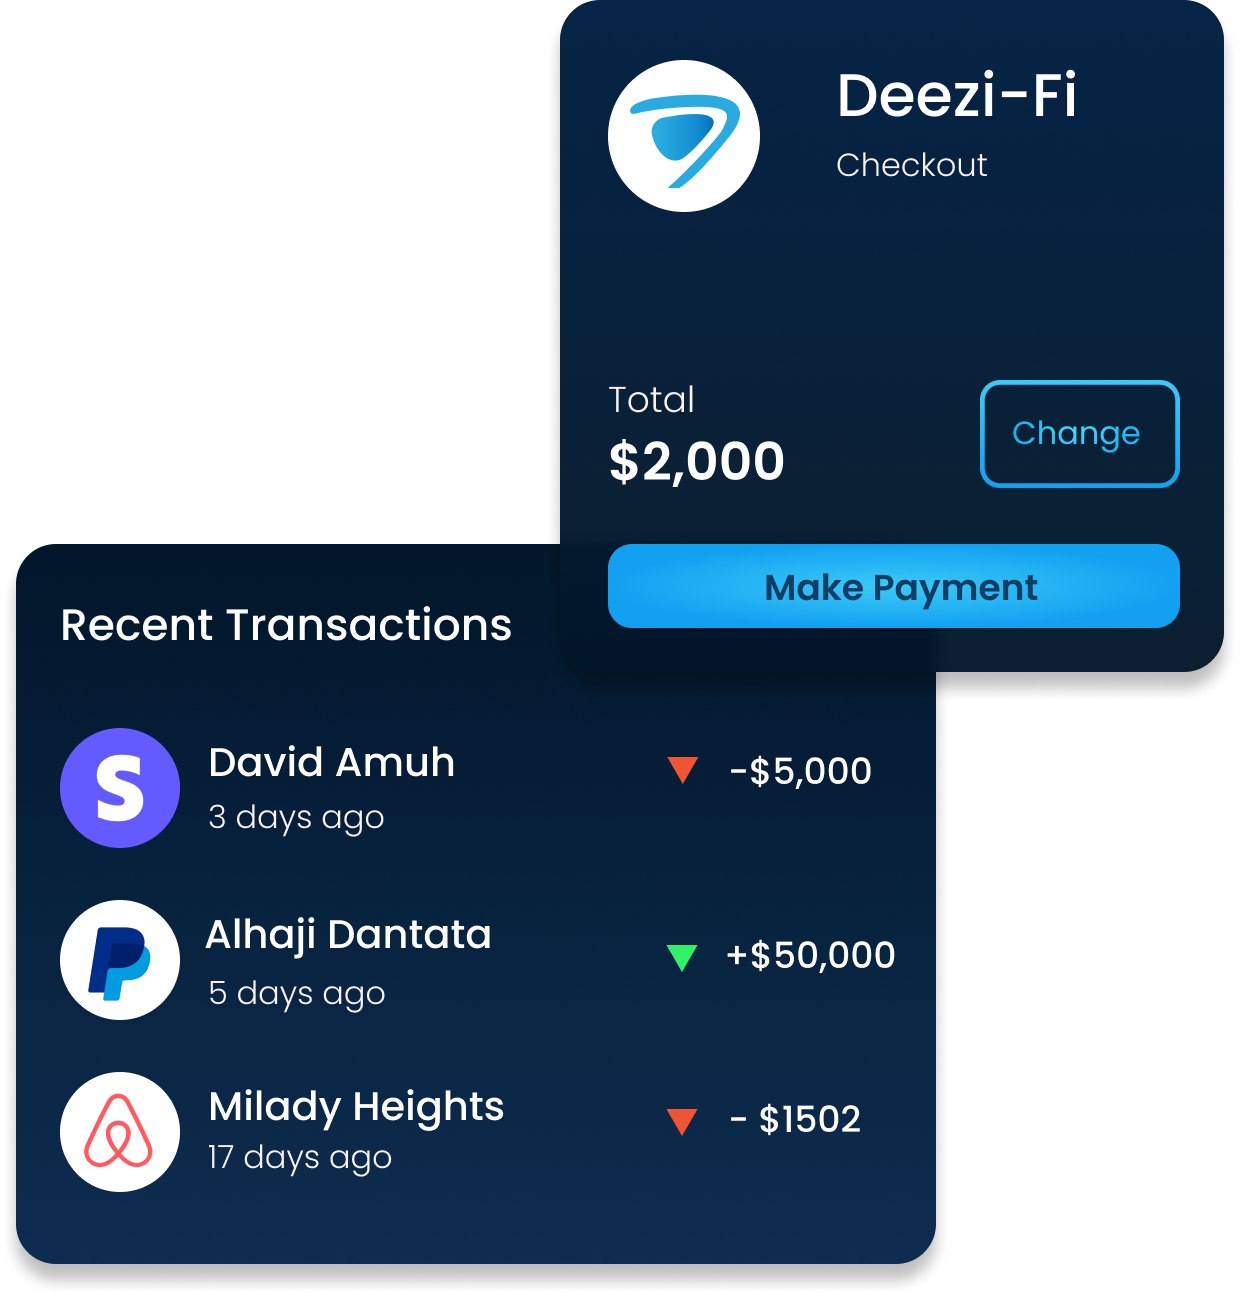 Deezi-Fi
Checkout
Total
$2,000
Change
Make Payment
Recent Transactions
S
David Amuh
-$5,000
3 days ago
Alhaji Dantata
+$50,000
5 days ago
Milady Heights
- $1502
17 days ago